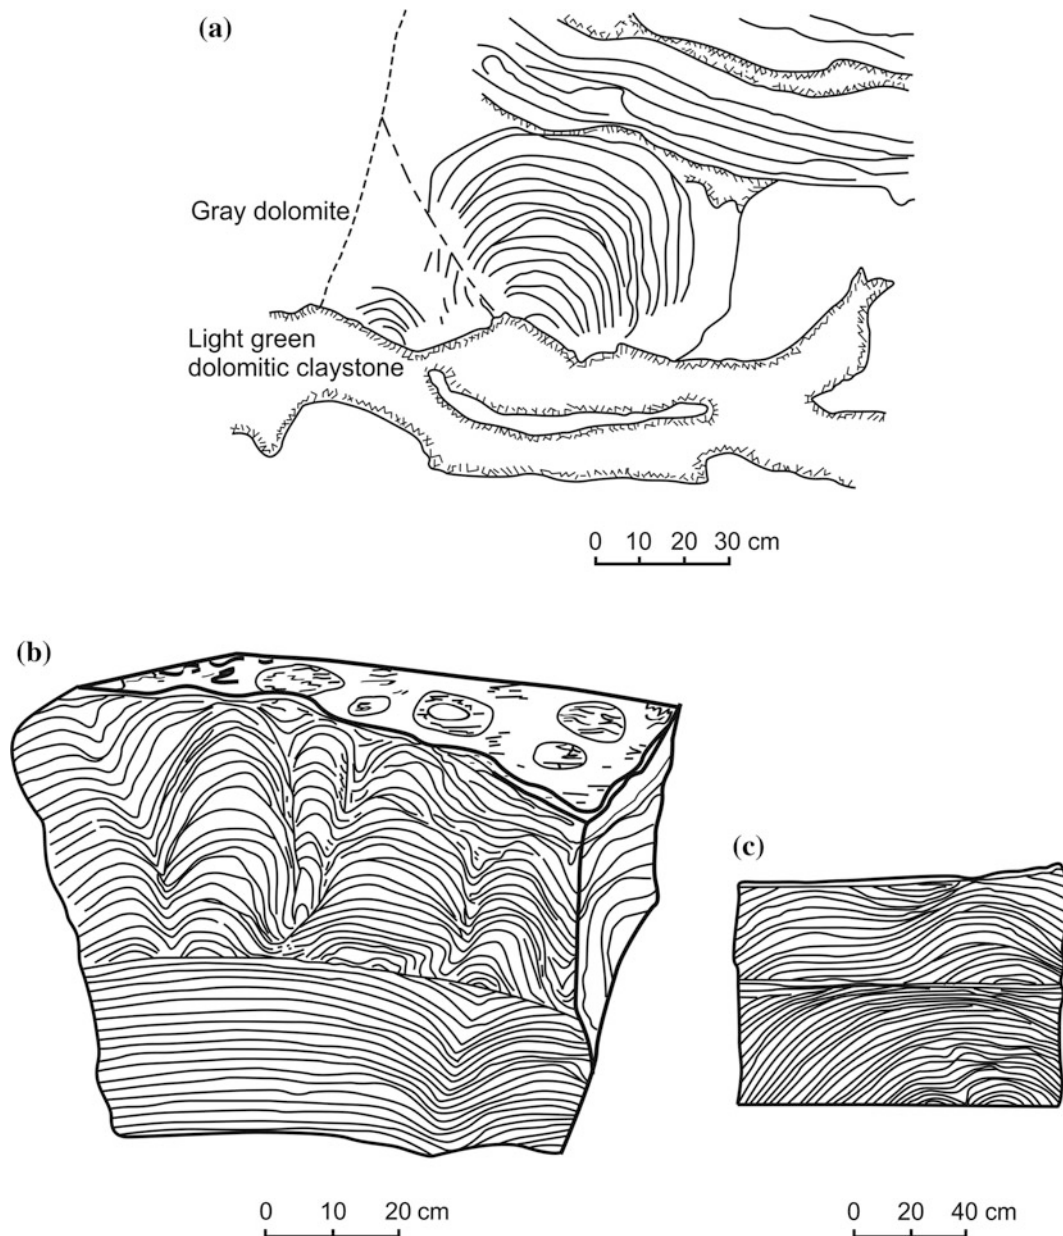 (a)
Gray dolomite
Light green
dolomitic claystone
0 10 20 30 cm
(b)
(c)
0 10 20 cm
0 20 40 cm